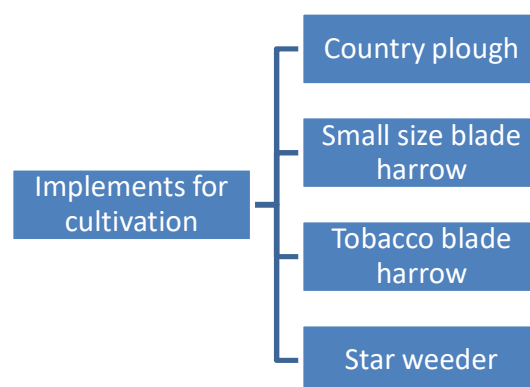 Implements for
cultivation
Country plough
Small size blade
harrow
Tobacco blade
harrow
Star weeder